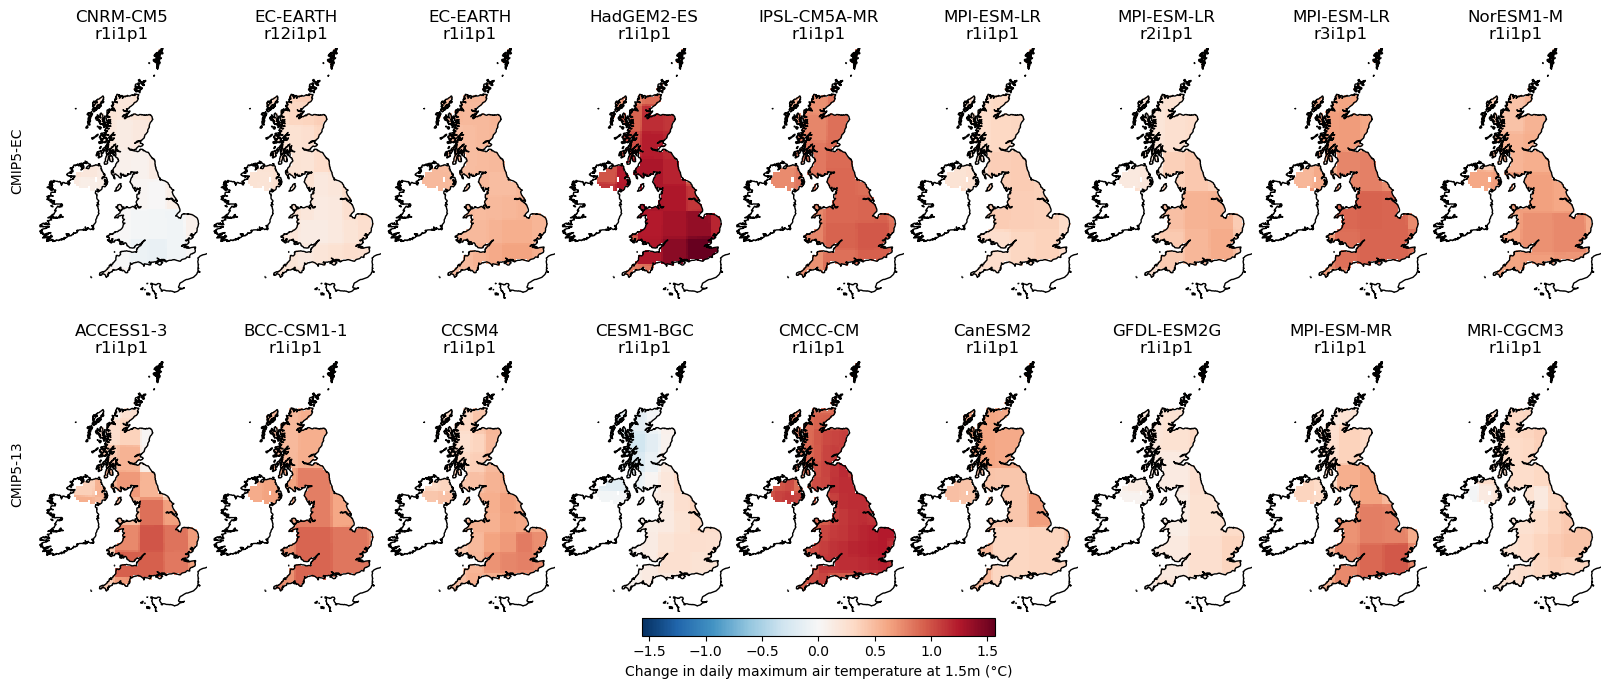 CNRM-CM5 EC-EARTH EC-EARTH HadGEM2-ES IPSL-CM5A-MR MPI-ESM-LR MPI-ESM-LR MPI-ESM-LR NorESM1-M
r1i1p1 r12i1p1 r1i1p1 r1i1p1 r1i1p1 r1i1p1 r2i1p1 r3i1p1 r1i1p1
CMIP5-EC
ACCESS1-3 BCC-CSM1-1 CCSM4 CESM1-BGC CMCC-CM CanESM2 GFDL-ESM2G MPI-ESM-MR MRI-CGCM3
r1i1p1 r1i1p1 r1i1p1 r1i1p1 r1i1p1 r1i1p1 r1i1p1 r1i1p1 r1i1p1
CMIP5-13
−1.5 −1.0 −0.5 0.0 0.5 1.0 1.5
Change in daily maximum air temperature at 1.5m (°C)